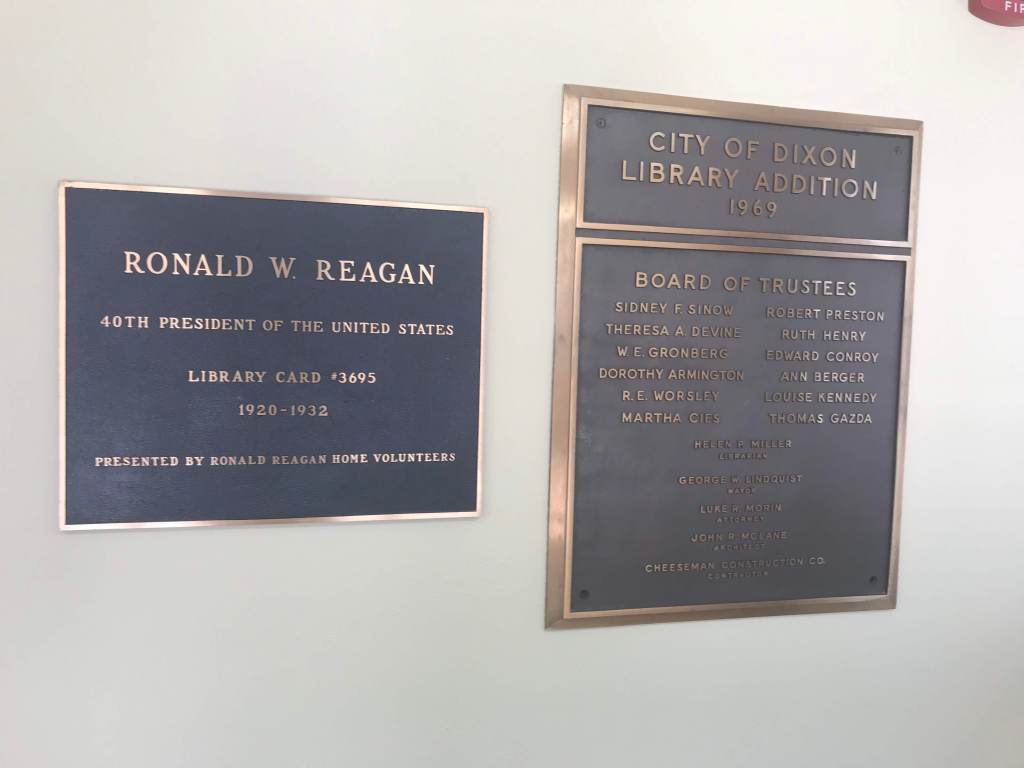 RONALD W. REAGAN
40TH PRESIDENT OF THE UNITED STATES
LIBRARY CARD #3695
1920-1932
PRESENTED BY RONALD REAGAN HOME VOLUNTEERS
CITY OF DIXON
LIBRARY ADDITION
1969
BOARD OF TRUSTEES
SIDNEY F. SINOW ROBERT PRESTON
THERESA A. DEVINE RUTH HENRY
W. E. GRONBERG EDWARD CONROY
DOROTHY ARMINGTON ANN BERGER
R. E. WORSLEY LOUISE KENNEDY
MARTHA CIES THOMAS GAZDA
HELEN P. MILLER
LIBRARIAN
GEORGE W. LINDQUIST
MAYOR
LUKE R. MORIN
ATTORNEY
JOHN R. MCLANE
ARCHITECT
CHEESEMAN CONSTRUCTION CO.
CONTRACTOR